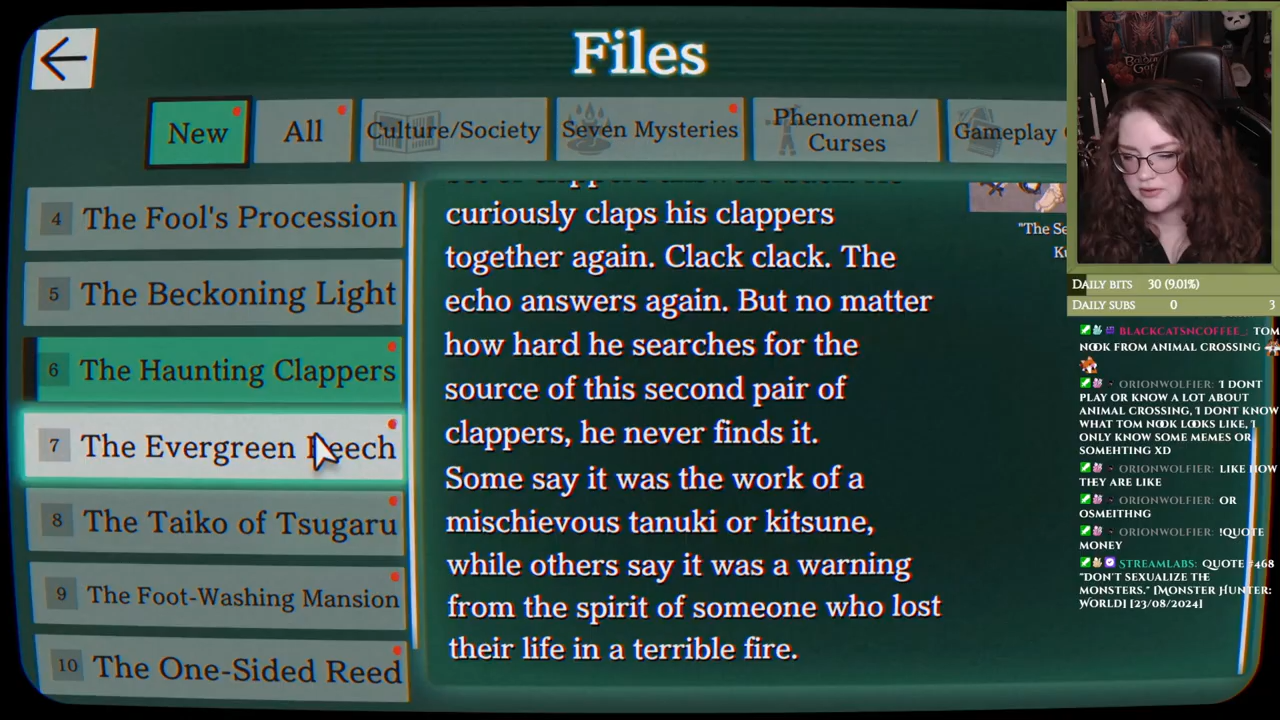 Files
New
All
Culture/Society
Seven Mysteries
Phenomena/
Curses
Gameplay
4 The Fool's Procession
5 The Beckoning Light
6 The Haunting Clappers
7 The Evergreen Beech
8 The Taiko of Tsugaru
9 The Foot-Washing Mansion
10 The One-Sided Reed
curiously claps his clappers
together again. Clack clack. The
echo answers again. But no matter
how hard he searches for the
source of this second pair of
clappers, he never finds it.
Some say it was the work of a
mischievous tanuki or kitsune,
while others say it was a warning
from the spirit of someone who lost
their life in a terrible fire.
"The Se
DAILY BITS 30 (9.01%)
DAILY SUBS 0 3
BLACKCATSNCOFFEE_: TOM
NOOK FROM ANIMAL CROSSING
ORIONWOLFIER: 'I DONT
PLAY OR KNOW A LOT ABOUT
ANIMAL CROSSING, 'I DONT KNOW
WHAT TOM NOOK LOOKS LIKE, 'I
ONLY KNOW SOME MEMES OR
SOMEHTING XD
ORIONWOLFIER: LIKE HOW
THEY ARE LIKE
ORIONWOLFIER: OR
OSMEITHNG
ORIONWOLFIER: !QUOTE
MONEY
STREAMLABS: QUOTE #468
"DON'T SEXUALIZE THE
MONSTERS." [MONSTER HUNTER:
WORLD] [23/08/2024]